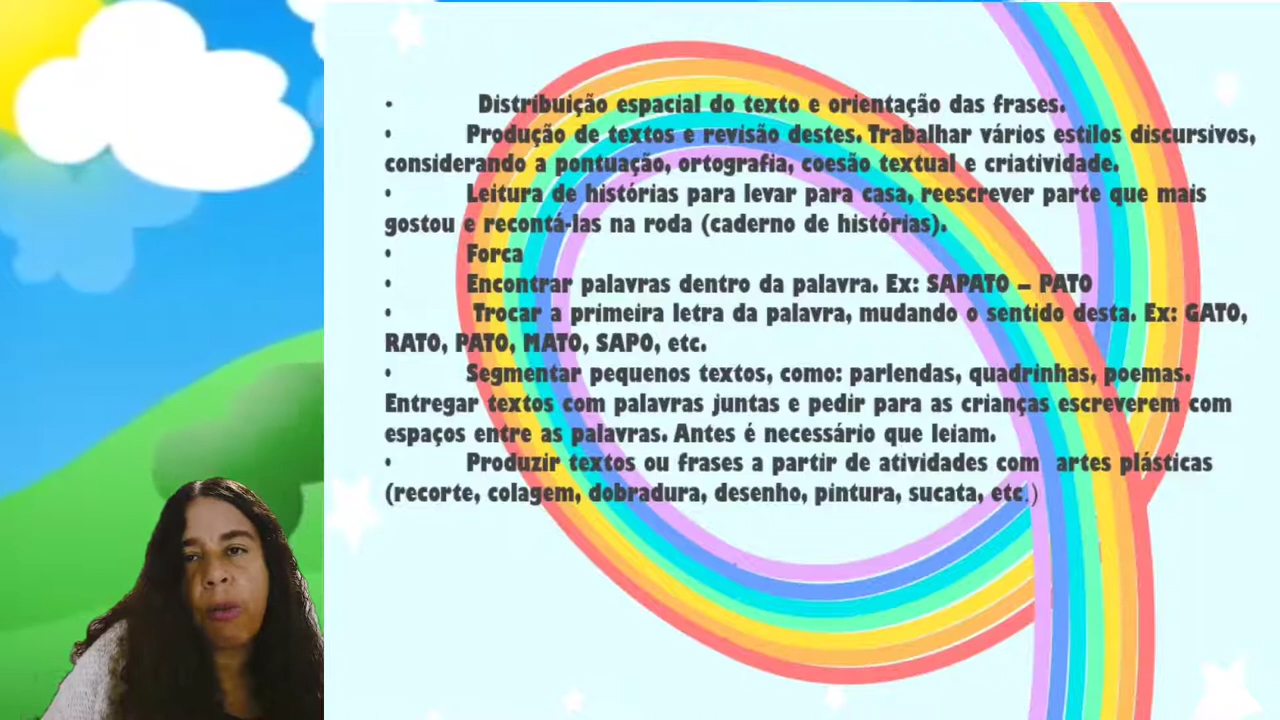 • Distribuição espacial do texto e orientação das frases.
• Produção de textos e revisão destes. Trabalhar vários estilos discursivos,
considerando a pontuação, ortografia, coesão textual e criatividade.
• Leitura de histórias para levar para casa, reescrever parte que mais
gostou e recontá-las na roda (caderno de histórias).
• Forca
• Encontrar palavras dentro da palavra. Ex: SAPATO – PATO
• Trocar a primeira letra da palavra, mudando o sentido desta. Ex: GATO,
RATO, PATO, MATO, SAPO, etc.
• Segmentar pequenos textos, como: parlendas, quadrinhas, poemas.
Entregar textos com palavras juntas e pedir para as crianças escreverem com
espaços entre as palavras. Antes é necessário que leiam.
• Produzir textos ou frases a partir de atividades com artes plásticas
(recorte, colagem, dobradura, desenho, pintura, sucata, etc.)